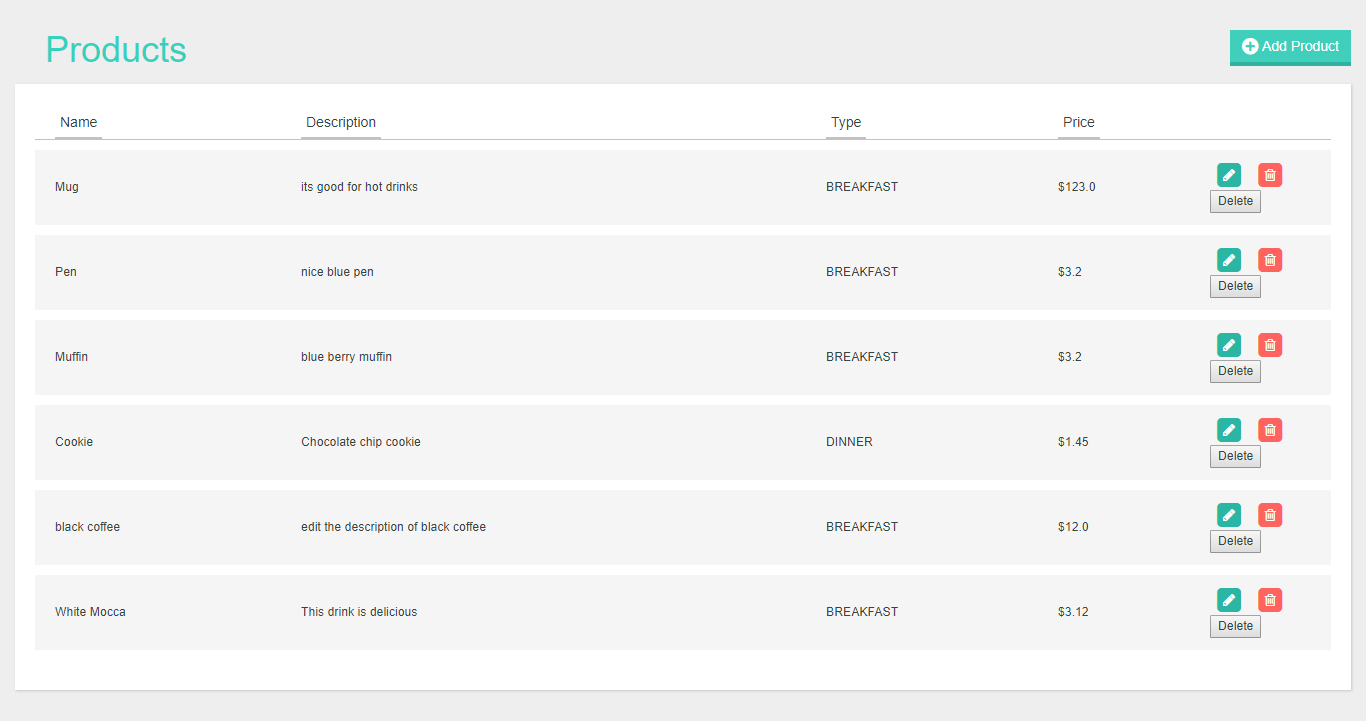 Products
Add Product
Name Description Type Price
Mug its good for hot drinks BREAKFAST $123.0
Delete
Pen nice blue pen BREAKFAST $3.2
Delete
Muffin blue berry muffin BREAKFAST $3.2
Delete
Cookie Chocolate chip cookie DINNER $1.45
Delete
black coffee edit the description of black coffee BREAKFAST $12.0
Delete
White Mocca This drink is delicious BREAKFAST $3.12
Delete